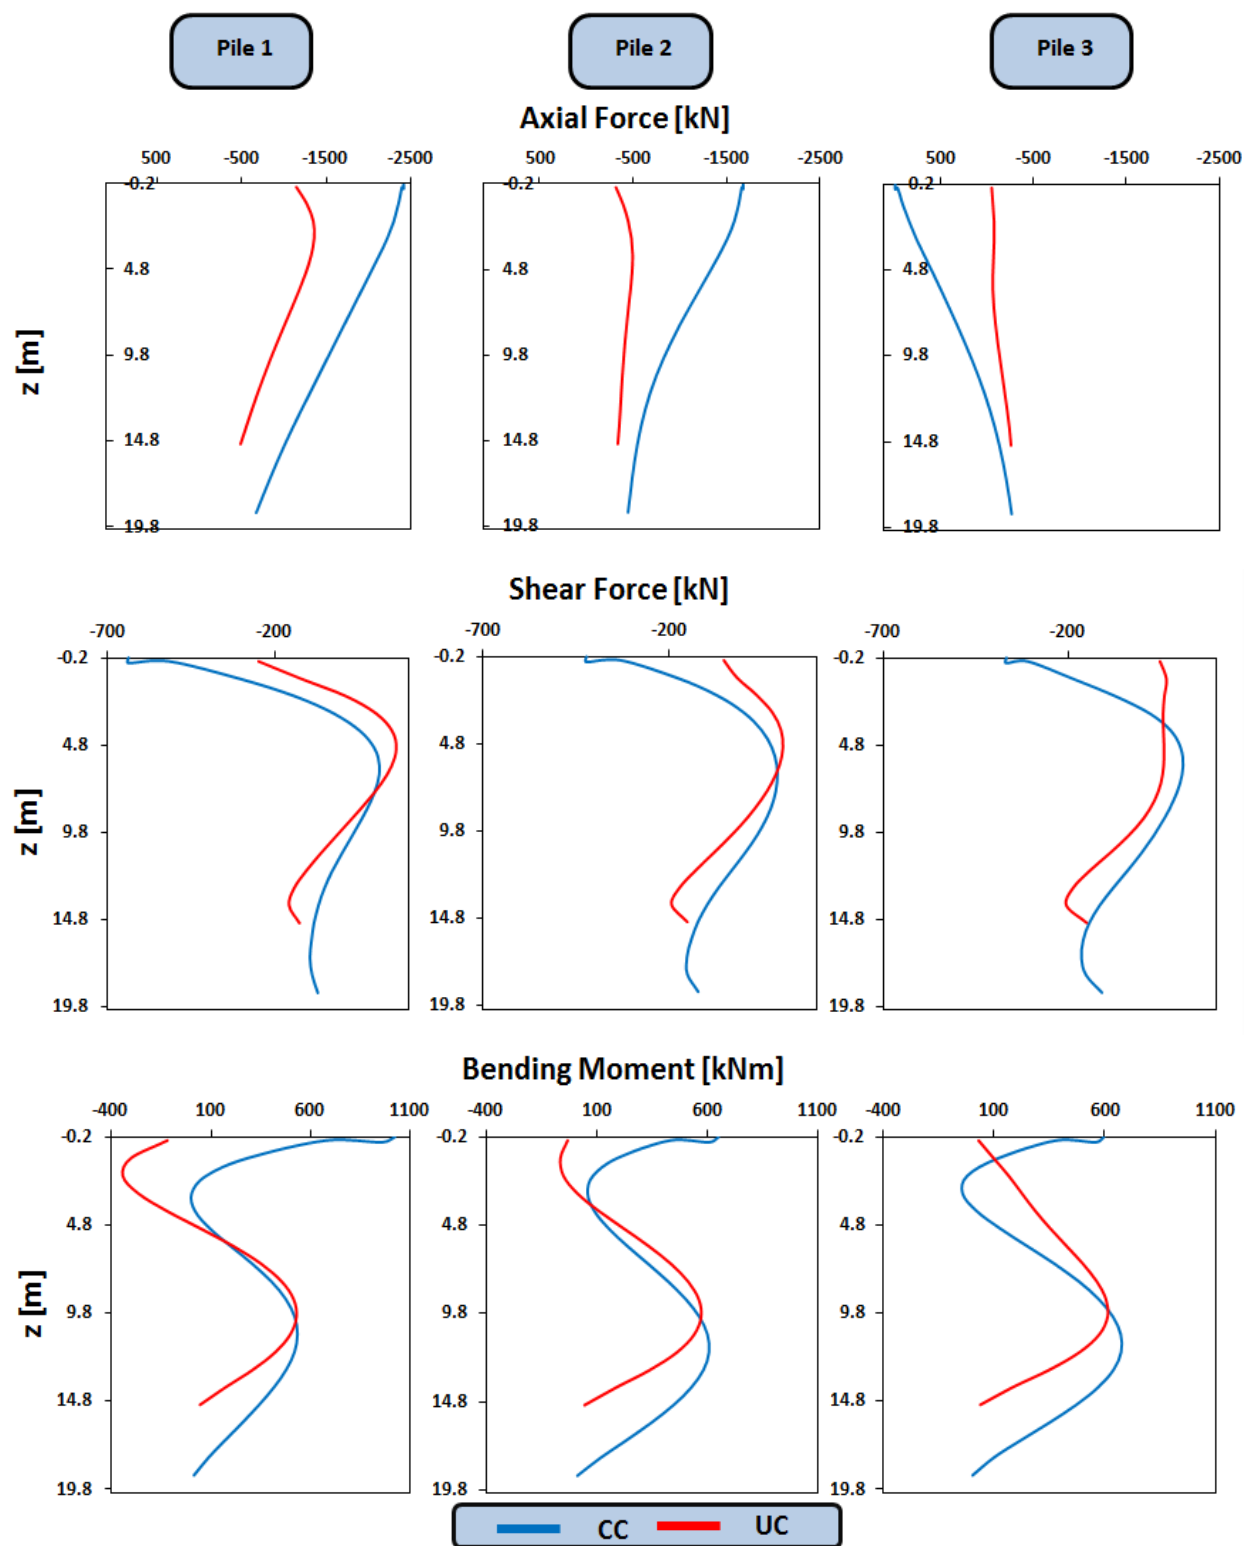 Pile 1 Pile 2 Pile 3
Axial Force [kN]
500 -500 -1500 -2500 500 -500 -1500 -2500 500 -500 -1500 -2500
-0.2 -0.2 -0.2
4.8 4.8 4.8
9.8 9.8 9.8
z [m]
14.8 14.8 14.8
19.8 19.8 19.8
Shear Force [kN]
-700 -200 -700 -200 -700 -200
-0.2 -0.2 -0.2
4.8 4.8 4.8
z [m]
9.8 9.8 9.8
14.8 14.8 14.8
19.8 19.8 19.8
Bending Moment [kNm]
-400 100 600 1100 -400 100 600 1100 -400 100 600 1100
-0.2 -0.2 -0.2
4.8 4.8 4.8
z [m]
9.8 9.8 9.8
14.8 14.8 14.8
19.8 19.8 19.8
CC UC